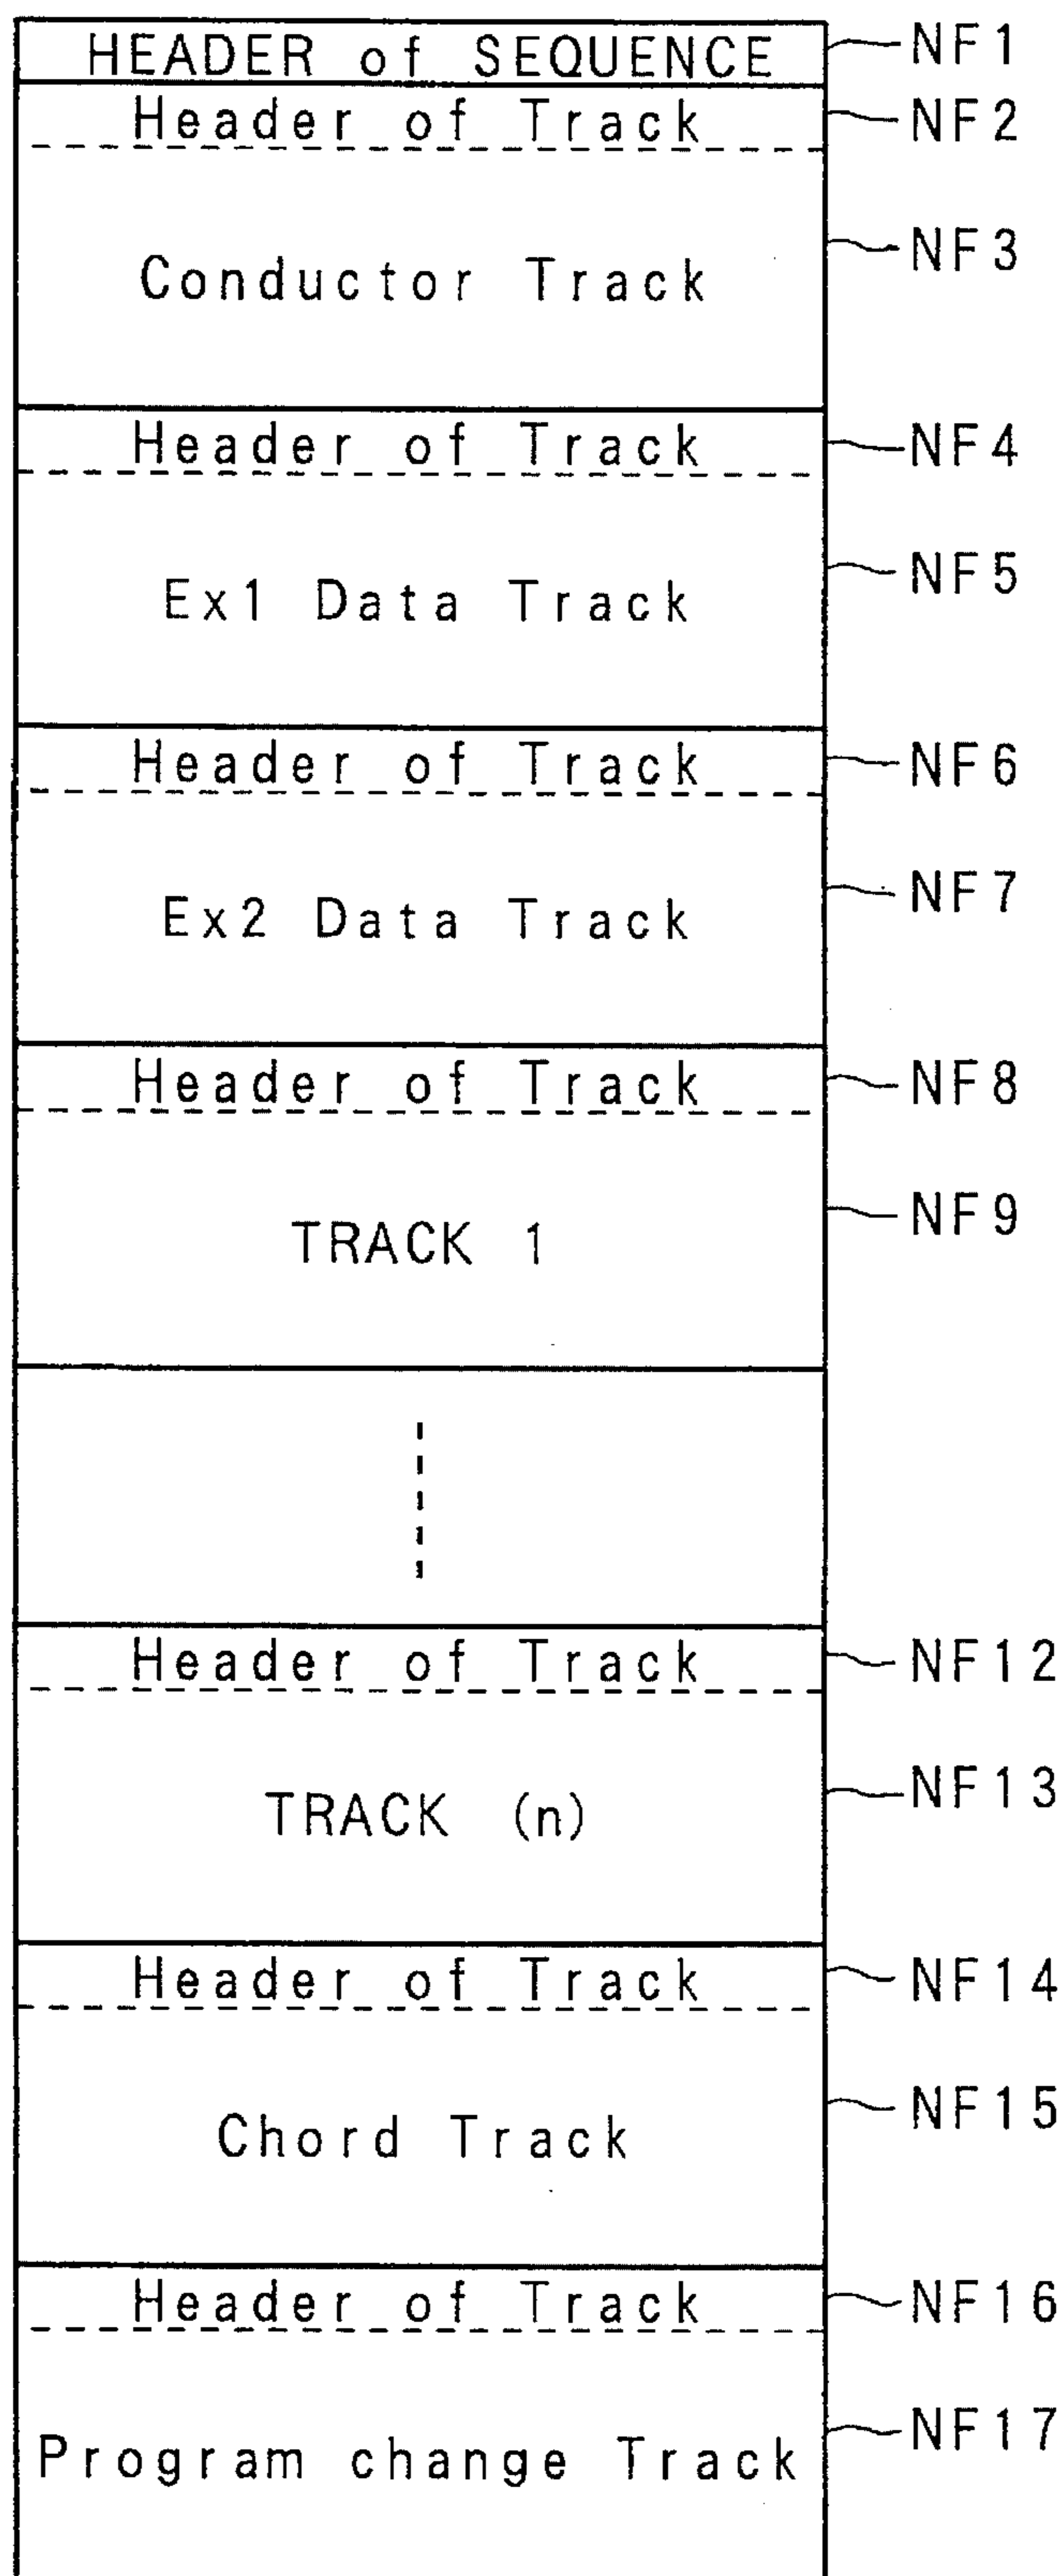 HEADER of SEQUENCE NF1
Header of Track NF2
Conductor Track NF3
Header of Track NF4
Ex1 Data Track NF5
Header of Track NF6
Ex2 Data Track NF7
Header of Track NF8
TRACK 1 NF9
Header of Track NF12
TRACK (n) NF13
Header of Track NF14
Chord Track NF15
Header of Track NF16
Program change Track NF17